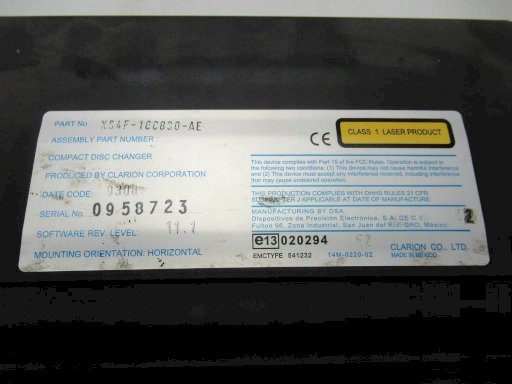 PART No. XS4F-18C830-AE
ASSEMBLY PART NUMBER:
COMPACT DISC CHANGER
PRODUCED BY CLARION CORPORATION
DATE CODE: 0300
SERIAL No. 0958723
SOFTWARE REV. LEVEL: 11.1
MOUNTING ORIENTATION: HORIZONTAL
CE
CLASS 1 LASER PRODUCT
This device complies with Part 15 of the FCC Rules. Operation is subject to
the following two conditions: (1) This device may not cause harmful interference,
and (2) This device must accept any interference received, including interference that
may cause undesired operation.
THIS PRODUCTION COMPLIES WITH DHHS RULES 21 CFR
J APPLICABLE AT DATE OF MANUFACTURE
MANUFACTURING BY DSA.
Dispositivos de Precisión Electrónica, S.A. DE C.V.
Fulton 96, Zona Industrial, San Juan del Río, QRO, México.
2
e13 020294
CLARION CO., LTD.
EMCTYPE 541232
14M-0220-02
MADE IN MEXICO